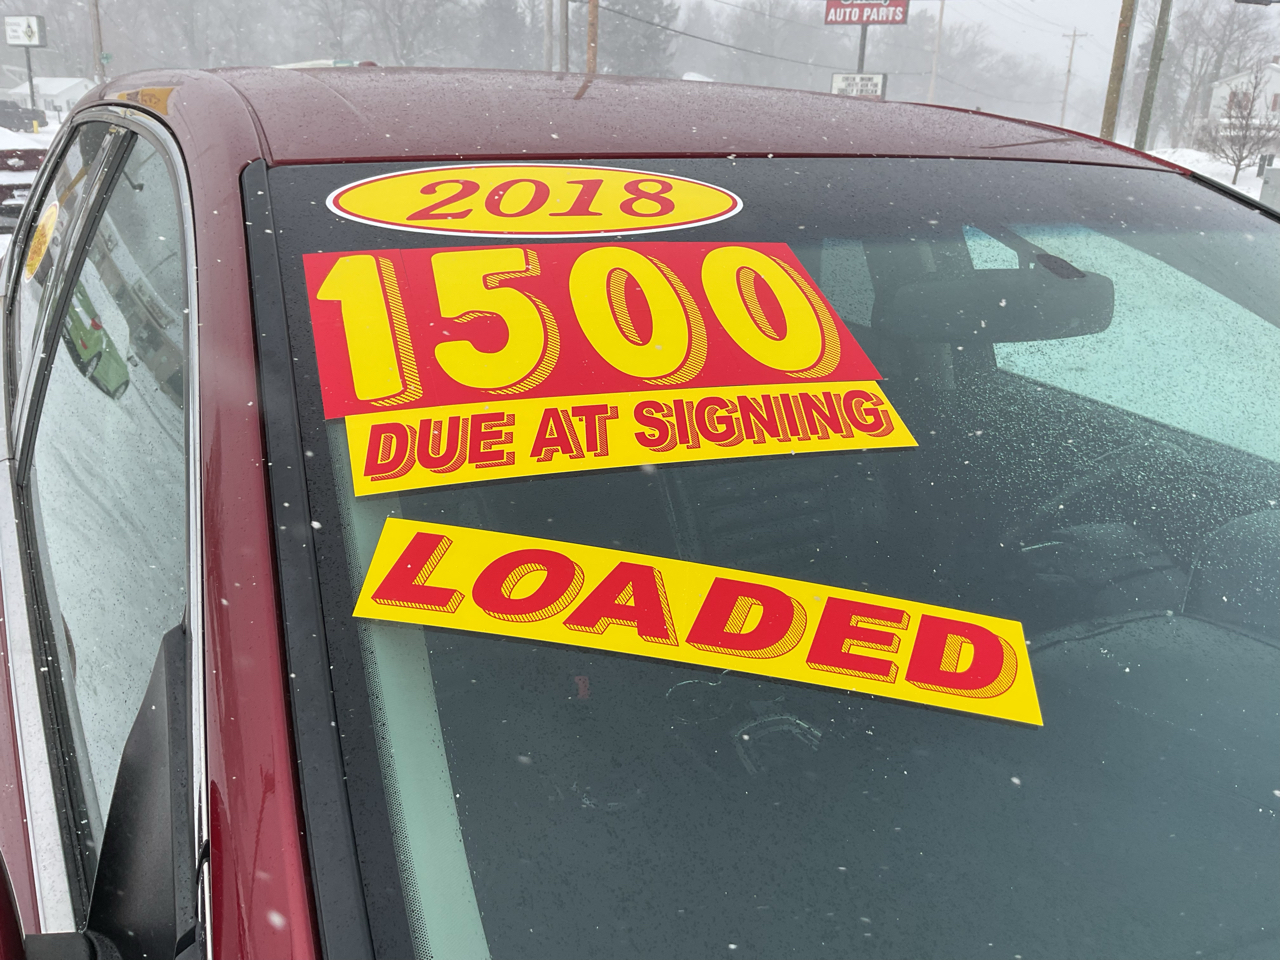 AUTO PARTS
2018
1500
DUE AT SIGNING
LOADED